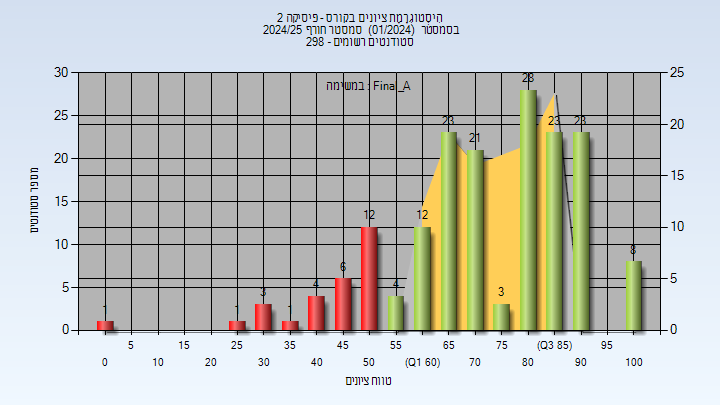 היסטוגרמת ציונים בקורס - פיסיקה 2
בסמסטר (01/2024) סמסטר חורף 2024/25
סטודנטים רשומים - 298
במשימה : Final_A
מספר סטודנטים
30 25 20 15 10 5 0
25 20 15 10 5 0
1 1 3 1 4 6 12 4 12 23 21 3 28 23 23 8
5 15 25 35 45 55 65 75 (Q3 85) 95
0 10 20 30 40 50 (Q1 60) 70 80 90 100
טווח ציונים